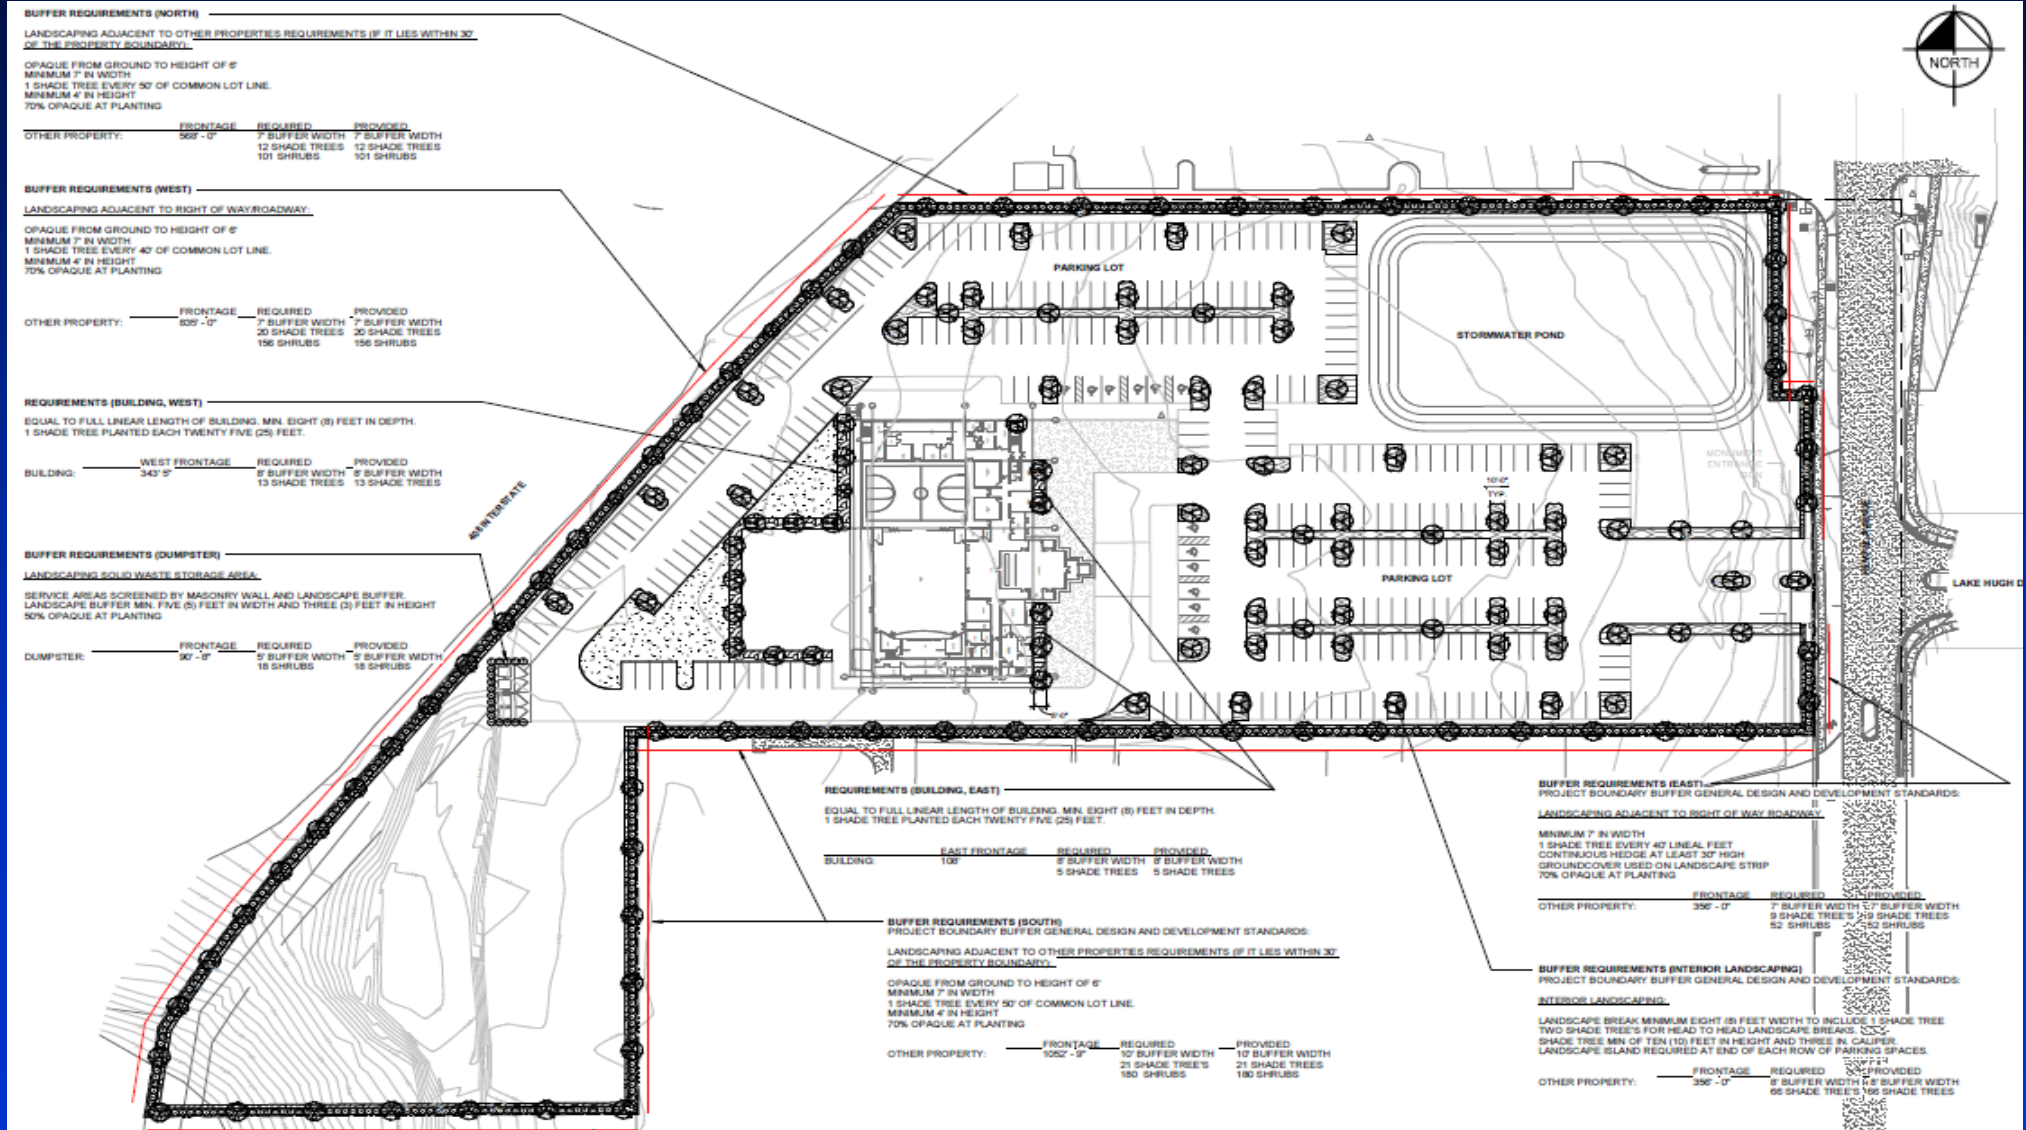 BUFFER REQUIREMENTS (NORTH)
LANDSCAPING ADJACENT TO OTHER PROPERTIES REQUIREMENTS (IF IT LIES WITHIN 30'
OF THE PROPERTY BOUNDARY):
OPAQUE FROM GROUND TO HEIGHT OF 6'
MINIMUM 7' IN WIDTH
1 SHADE TREE EVERY 50' OF COMMON LOT LINE.
MINIMUM 4' IN HEIGHT
70% OPAQUE AT PLANTING
FRONTAGE REQUIRED PROVIDED
OTHER PROPERTY: 568' - 0" 7' BUFFER WIDTH 7' BUFFER WIDTH
12 SHADE TREES 12 SHADE TREES
101 SHRUBS 101 SHRUBS
BUFFER REQUIREMENTS (WEST)
LANDSCAPING ADJACENT TO RIGHT OF WAY/ROADWAY:
OPAQUE FROM GROUND TO HEIGHT OF 6'
MINIMUM 7' IN WIDTH
1 SHADE TREE EVERY 40' OF COMMON LOT LINE.
MINIMUM 4' IN HEIGHT
70% OPAQUE AT PLANTING
FRONTAGE REQUIRED PROVIDED
OTHER PROPERTY: 835' - 0" 7' BUFFER WIDTH 7' BUFFER WIDTH
20 SHADE TREES 20 SHADE TREES
156 SHRUBS 156 SHRUBS
REQUIREMENTS (BUILDING, WEST)
EQUAL TO FULL LINEAR LENGTH OF BUILDING. MIN. EIGHT (8) FEET IN DEPTH.
1 SHADE TREE PLANTED EACH TWENTY FIVE (25) FEET.
WEST FRONTAGE REQUIRED PROVIDED
BUILDING: 343' 5" 8' BUFFER WIDTH 8' BUFFER WIDTH
13 SHADE TREES 13 SHADE TREES
BUFFER REQUIREMENTS (DUMPSTER)
LANDSCAPING SOLID WASTE STORAGE AREA:
SERVICE AREAS SCREENED BY MASONRY WALL AND LANDSCAPE BUFFER.
LANDSCAPE BUFFER MIN. FIVE (5) FEET IN WIDTH AND THREE (3) FEET IN HEIGHT
50% OPAQUE AT PLANTING
FRONTAGE REQUIRED PROVIDED
DUMPSTER: 90' - 8" 5' BUFFER WIDTH 5' BUFFER WIDTH
18 SHRUBS 18 SHRUBS
408 INTERSTATE
NORTH
PARKING LOT
STORMWATER POND
MONUMENT
ENTRANCE
SIGN
10'-0"
TYP.
PARKING LOT
LAKE HUGH D
8'-0"
REQUIREMENTS (BUILDING, EAST)
EQUAL TO FULL LINEAR LENGTH OF BUILDING. MIN. EIGHT (8) FEET IN DEPTH.
1 SHADE TREE PLANTED EACH TWENTY FIVE (25) FEET.
EAST FRONTAGE REQUIRED PROVIDED
BUILDING: 108' 8' BUFFER WIDTH 8' BUFFER WIDTH
5 SHADE TREES 5 SHADE TREES
BUFFER REQUIREMENTS (SOUTH)
PROJECT BOUNDARY BUFFER GENERAL DESIGN AND DEVELOPMENT STANDARDS:
LANDSCAPING ADJACENT TO OTHER PROPERTIES REQUIREMENTS (IF IT LIES WITHIN 30'
OF THE PROPERTY BOUNDARY):
OPAQUE FROM GROUND TO HEIGHT OF 6'
MINIMUM 7' IN WIDTH
1 SHADE TREE EVERY 50' OF COMMON LOT LINE.
MINIMUM 4' IN HEIGHT
70% OPAQUE AT PLANTING
FRONTAGE REQUIRED PROVIDED
OTHER PROPERTY: 1052' - 9" 10' BUFFER WIDTH 10' BUFFER WIDTH
21 SHADE TREE'S 21 SHADE TREES
180 SHRUBS 180 SHRUBS
BUFFER REQUIREMENTS (EAST)
PROJECT BOUNDARY BUFFER GENERAL DESIGN AND DEVELOPMENT STANDARDS:
LANDSCAPING ADJACENT TO RIGHT OF WAY ROADWAY
MINIMUM 7' IN WIDTH
1 SHADE TREE EVERY 40' LINEAL FEET
CONTINUOUS HEDGE AT LEAST 30" HIGH
GROUNDCOVER USED ON LANDSCAPE STRIP
70% OPAQUE AT PLANTING
FRONTAGE REQUIRED PROVIDED
OTHER PROPERTY: 356' - 0" 7' BUFFER WIDTH 7' BUFFER WIDTH
9 SHADE TREE'S 9 SHADE TREES
52 SHRUBS 52 SHRUBS
BUFFER REQUIREMENTS (INTERIOR LANDSCAPING)
PROJECT BOUNDARY BUFFER GENERAL DESIGN AND DEVELOPMENT STANDARDS:
INTERIOR LANDSCAPING:
LANDSCAPE BREAK MINIMUM EIGHT (8) FEET WIDTH TO INCLUDE 1 SHADE TREE
TWO SHADE TREE'S FOR HEAD TO HEAD LANDSCAPE BREAKS.
SHADE TREE MIN OF TEN (10) FEET IN HEIGHT AND THREE IN. CALIPER.
LANDSCAPE ISLAND REQUIRED AT END OF EACH ROW OF PARKING SPACES.
FRONTAGE REQUIRED PROVIDED
OTHER PROPERTY: 356' - 0" 8' BUFFER WIDTH 8' BUFFER WIDTH
66 SHADE TREE'S 66 SHADE TREES